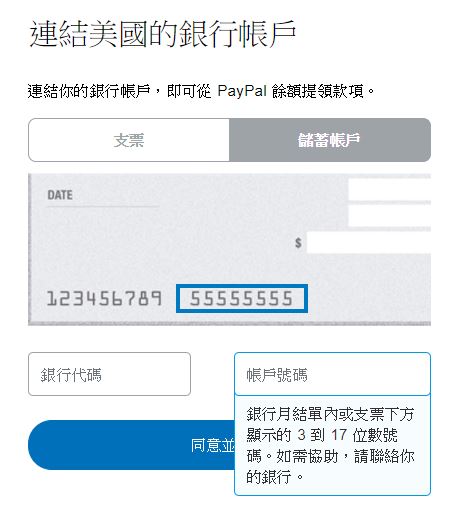 連結美國的銀行帳戶
連結你的銀行帳戶，即可從 PayPal 餘額提領款項。
支票
儲蓄帳戶
DATE
$
123456789 55555555
銀行代碼
帳戶號碼
同意並
銀行月結單內或支票下方
顯示的 3 到 17 位數號
碼。如需協助，請聯絡你
的銀行。